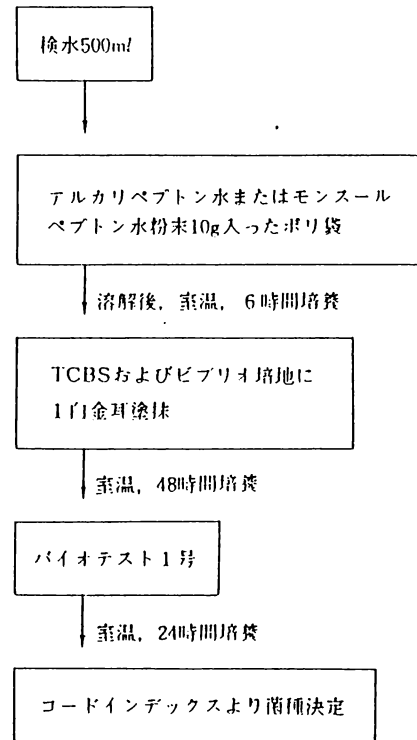 検水500ml
アルカリペプトン水またはモンスール
ペプトン水粉末10g入ったポリ袋
溶解後，室温，6時間培養
TCBSおよびビブリオ培地に
1白金耳塗抹
室温，48時間培養
バイオテスト1号
室温，24時間培養
コードインデックスより菌種決定